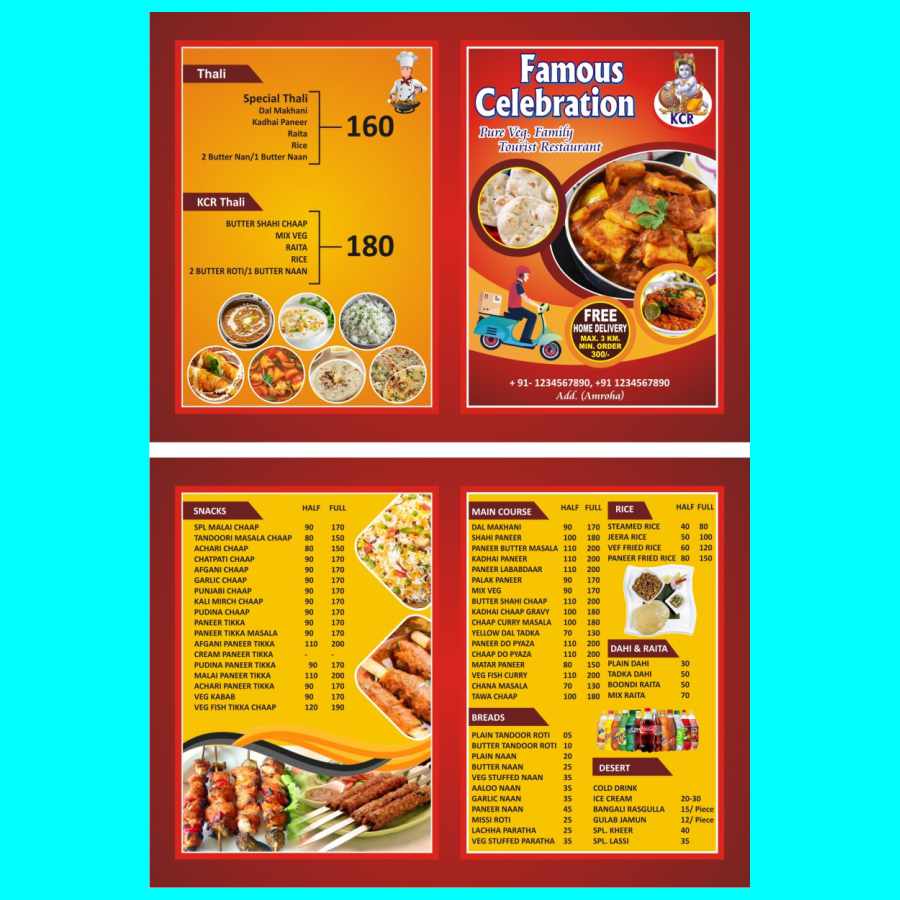 Thali
Special Thali
Dal Makhani
Kadhai Paneer
Raita
Rice
2 Butter Nan/1 Butter Naan
160
KCR Thali
BUTTER SHAHI CHAAP
MIX VEG
RAITA
RICE
2 BUTTER ROTI/1 BUTTER NAAN
180
Famous
Celebration
KCR
Pure Veg. Family
Tourist Restaurant
FREE
HOME DELIVERY
MAX. 3 KM.
MIN. ORDER
300/-
+ 91- 1234567890, +91 1234567890
Add. (Amroha)
SNACKS HALF FULL
SPL MALAI CHAAP 90 170
TANDOORI MASALA CHAAP 80 150
ACHARI CHAAP 80 150
CHATPATI CHAAP 90 170
AFGANI CHAAP 90 170
GARLIC CHAAP 90 170
PUNJABI CHAAP 90 170
KALI MIRCH CHAAP 90 170
PUDINA CHAAP 90 170
PANEER TIKKA 90 170
PANEER TIKKA MASALA 90 170
AFGANI PANEER TIKKA 110 200
CREAM PANEER TIKKA - -
PUDINA PANEER TIKKA 90 170
MALAI PANEER TIKKA 110 200
ACHARI PANEER TIKKA 90 170
VEG KABAB 90 170
VEG FISH TIKKA CHAAP 120 190
MAIN COURSE HALF FULL
DAL MAKHANI 90 170
SHAHI PANEER 100 180
PANEER BUTTER MASALA 110 200
KADHAI PANEER 110 200
PANEER LABABDAAR 110 200
PALAK PANEER 90 170
MIX VEG 90 170
BUTTER SHAHI CHAAP 110 200
KADHAI CHAAP GRAVY 100 180
CHAAP CURRY MASALA 100 180
YELLOW DAL TADKA 70 130
PANEER DO PYAZA 110 200
CHAAP DO PYAZA 110 200
MATAR PANEER 80 150
VEG FISH CURRY 110 200
CHANA MASALA 70 130
TAWA CHAAP 100 180
BREADS
PLAIN TANDOOR ROTI 05
BUTTER TANDOOR ROTI 10
PLAIN NAAN 20
BUTTER NAAN 25
VEG STUFFED NAAN 35
AALOO NAAN 35
GARLIC NAAN 35
PANEER NAAN 45
MISSI ROTI 25
LACHHA PARATHA 25
VEG STUFFED PARATHA 35
RICE HALF FULL
STEAMED RICE 40 80
JEERA RICE 50 100
VEF FRIED RICE 60 120
PANEER FRIED RICE 80 150
DAHI & RAITA
PLAIN DAHI 30
TADKA DAHI 50
BOONDI RAITA 50
MIX RAITA 70
DESERT
COLD DRINK
ICE CREAM 20-30
BANGALI RASGULLA 15/ Piece
GULAB JAMUN 12/ Piece
SPL. KHEER 40
SPL. LASSI 35